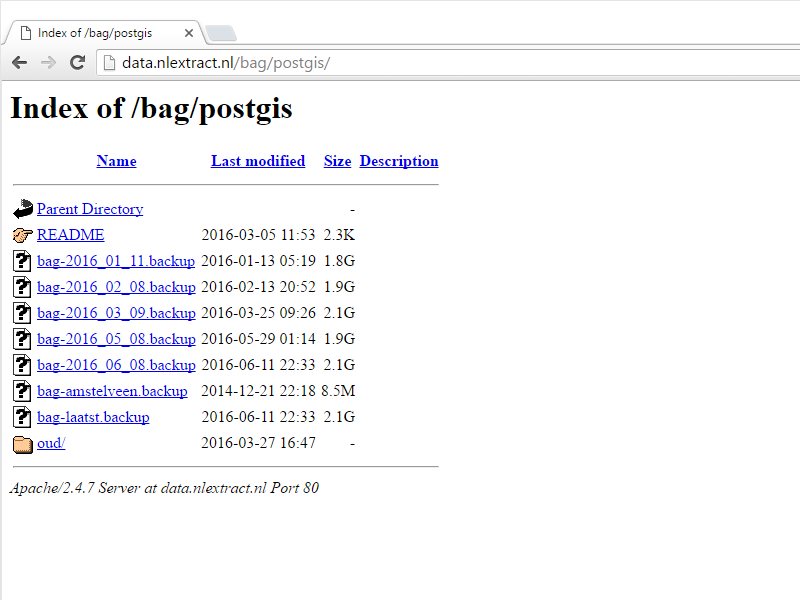 Index of /bag/postgis
data.nlextract.nl/bag/postgis/
Index of /bag/postgis
Name Last modified Size Description
Parent Directory -
README 2016-03-05 11:53 2.3K
bag-2016_01_11.backup 2016-01-13 05:19 1.8G
bag-2016_02_08.backup 2016-02-13 20:52 1.9G
bag-2016_03_09.backup 2016-03-25 09:26 2.1G
bag-2016_05_08.backup 2016-05-29 01:14 1.9G
bag-2016_06_08.backup 2016-06-11 22:33 2.1G
bag-amstelveen.backup 2014-12-21 22:18 8.5M
bag-laatst.backup 2016-06-11 22:33 2.1G
oud/ 2016-03-27 16:47 -
Apache/2.4.7 Server at data.nlextract.nl Port 80